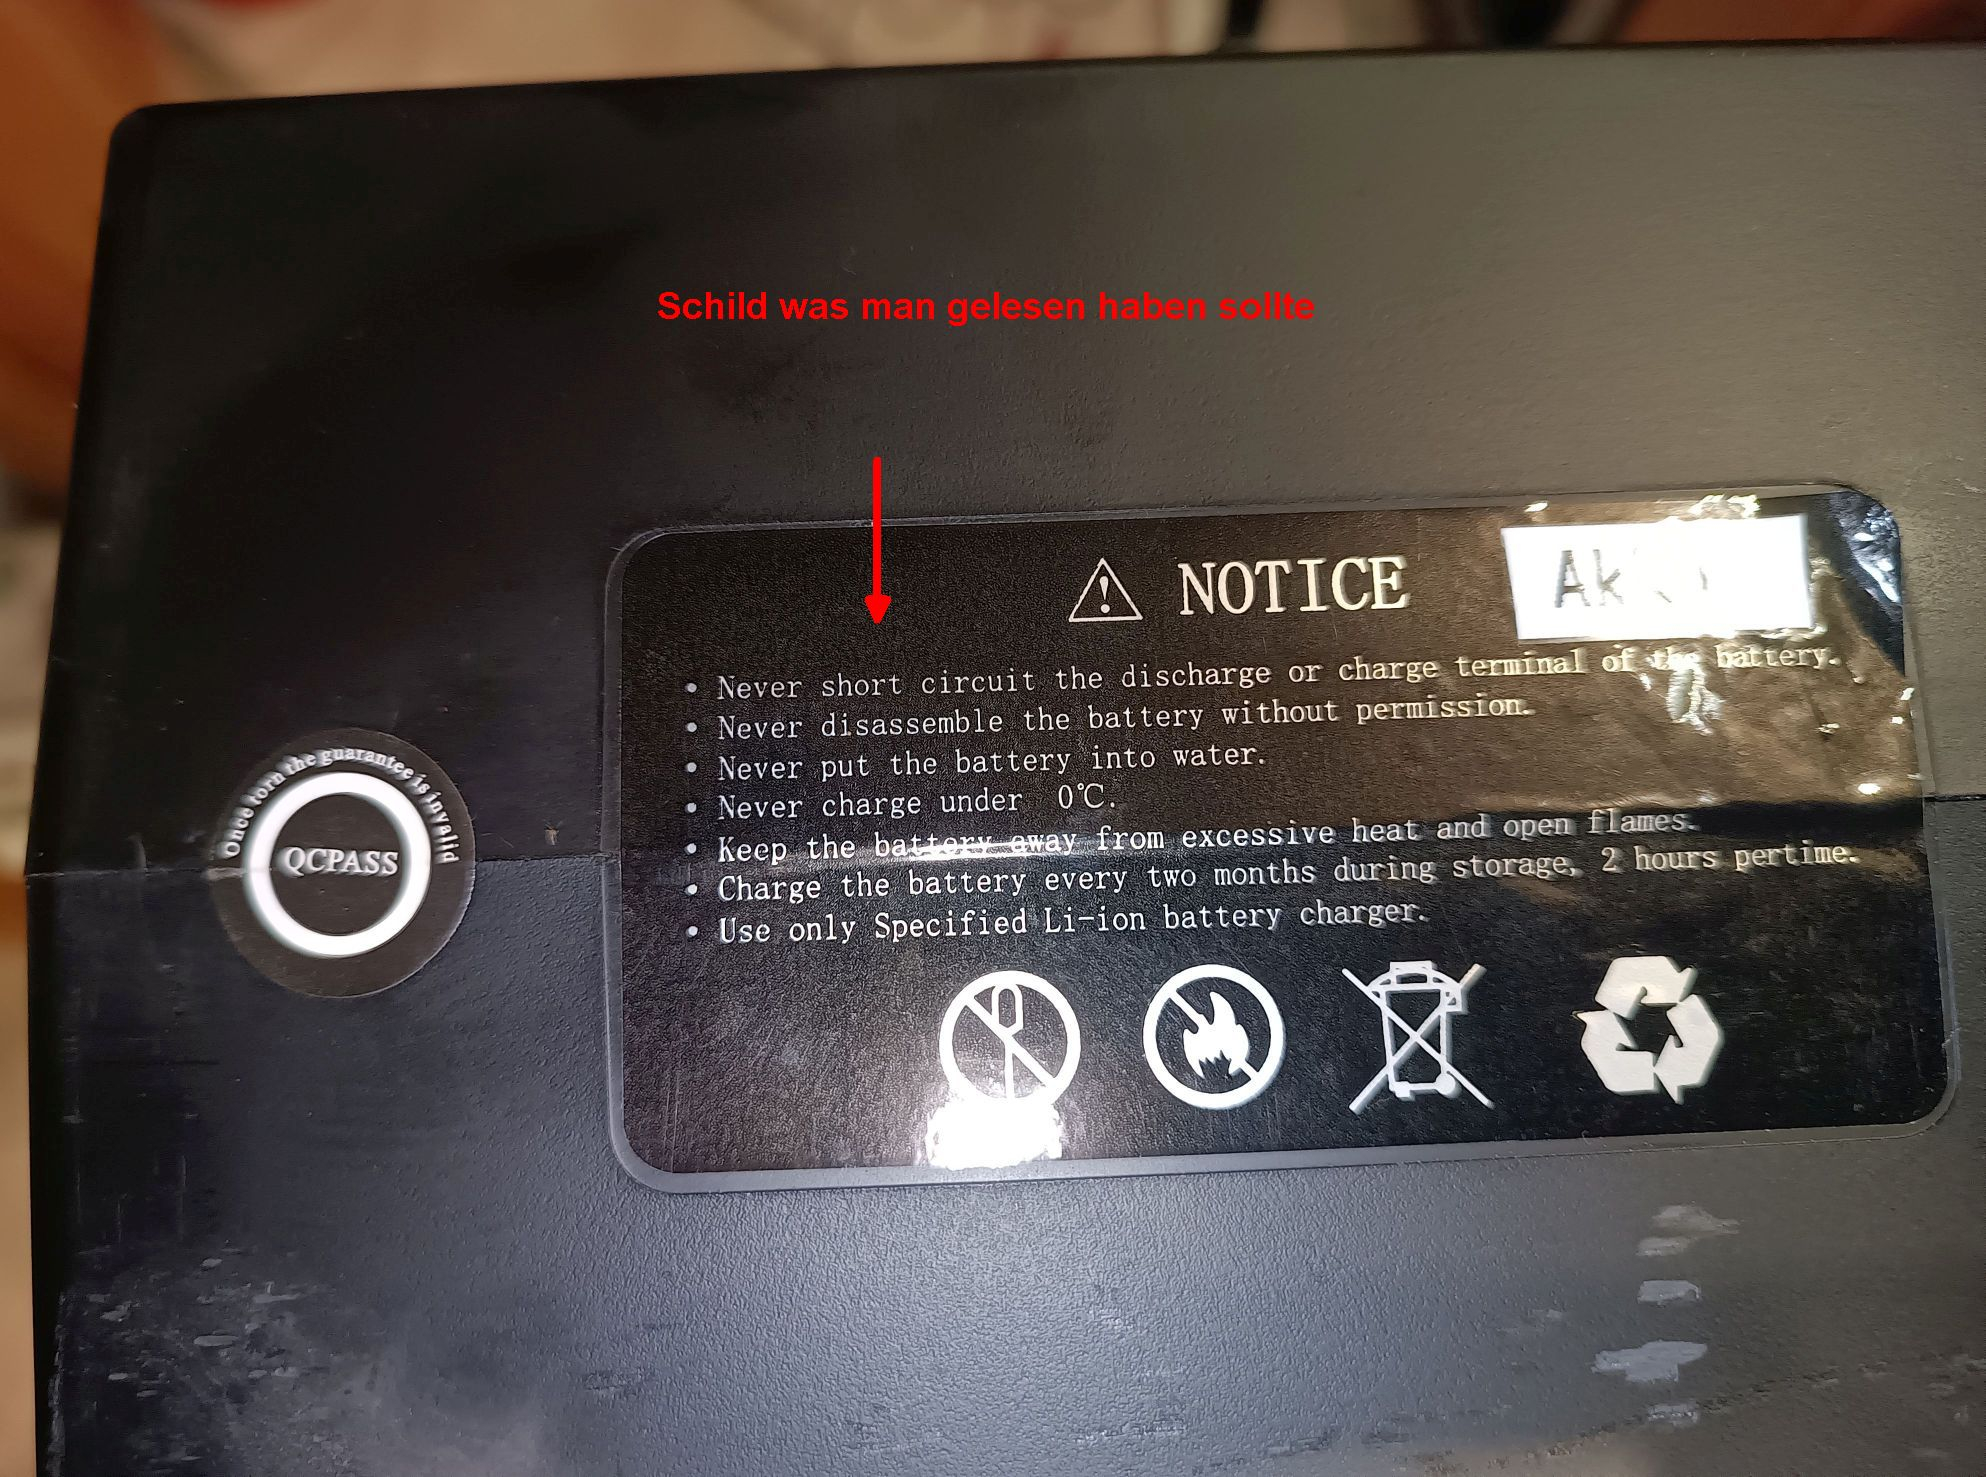 Schild was man gelesen haben sollte
NOTICE
• Never short circuit the discharge or charge terminal of the battery.
• Never disassemble the battery without permission.
• Never put the battery into water.
• Never charge under 0℃.
• Keep the battery away from excessive heat and open flames.
• Charge the battery every two months during storage, 2 hours pertime.
• Use only Specified Li-ion battery charger.
Once torn the guarantee is invalid
QCPASS